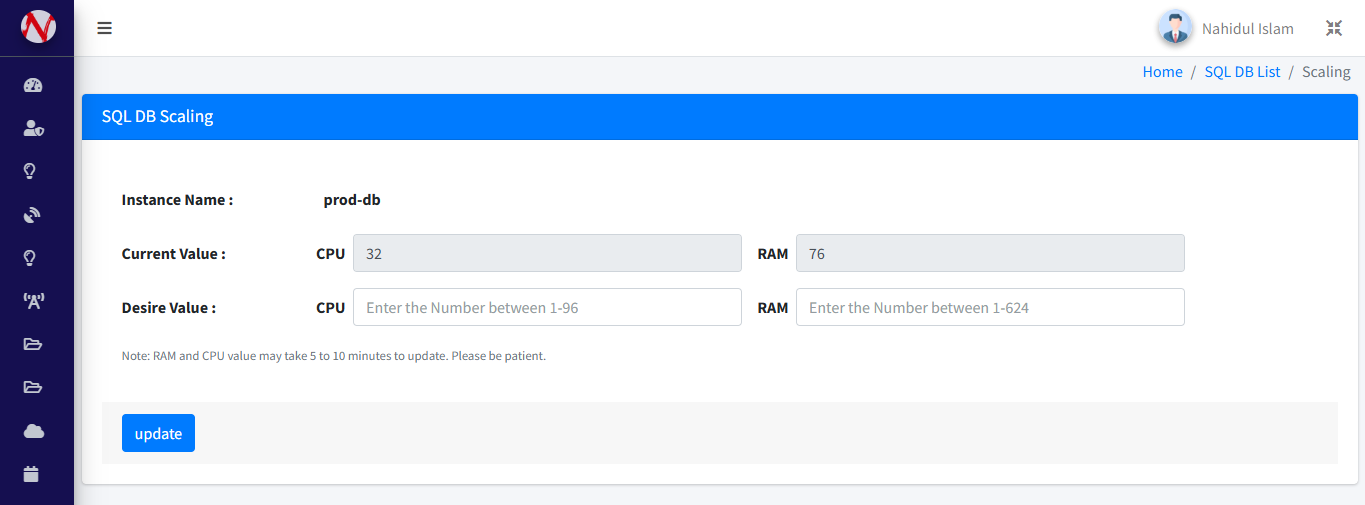 N
Nahidul Islam
Home / SQL DB List / Scaling
SQL DB Scaling
Instance Name : prod-db
Current Value : CPU 32 RAM 76
Desire Value : CPU Enter the Number between 1-96 RAM Enter the Number between 1-624
Note: RAM and CPU value may take 5 to 10 minutes to update. Please be patient.
update